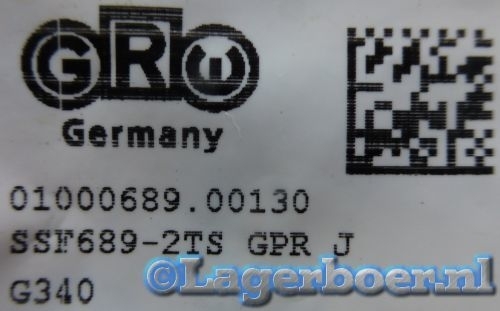 GRW
Germany
01000689.00130
SSF689-2TS GPR J
G340
©Lagerboer.nl